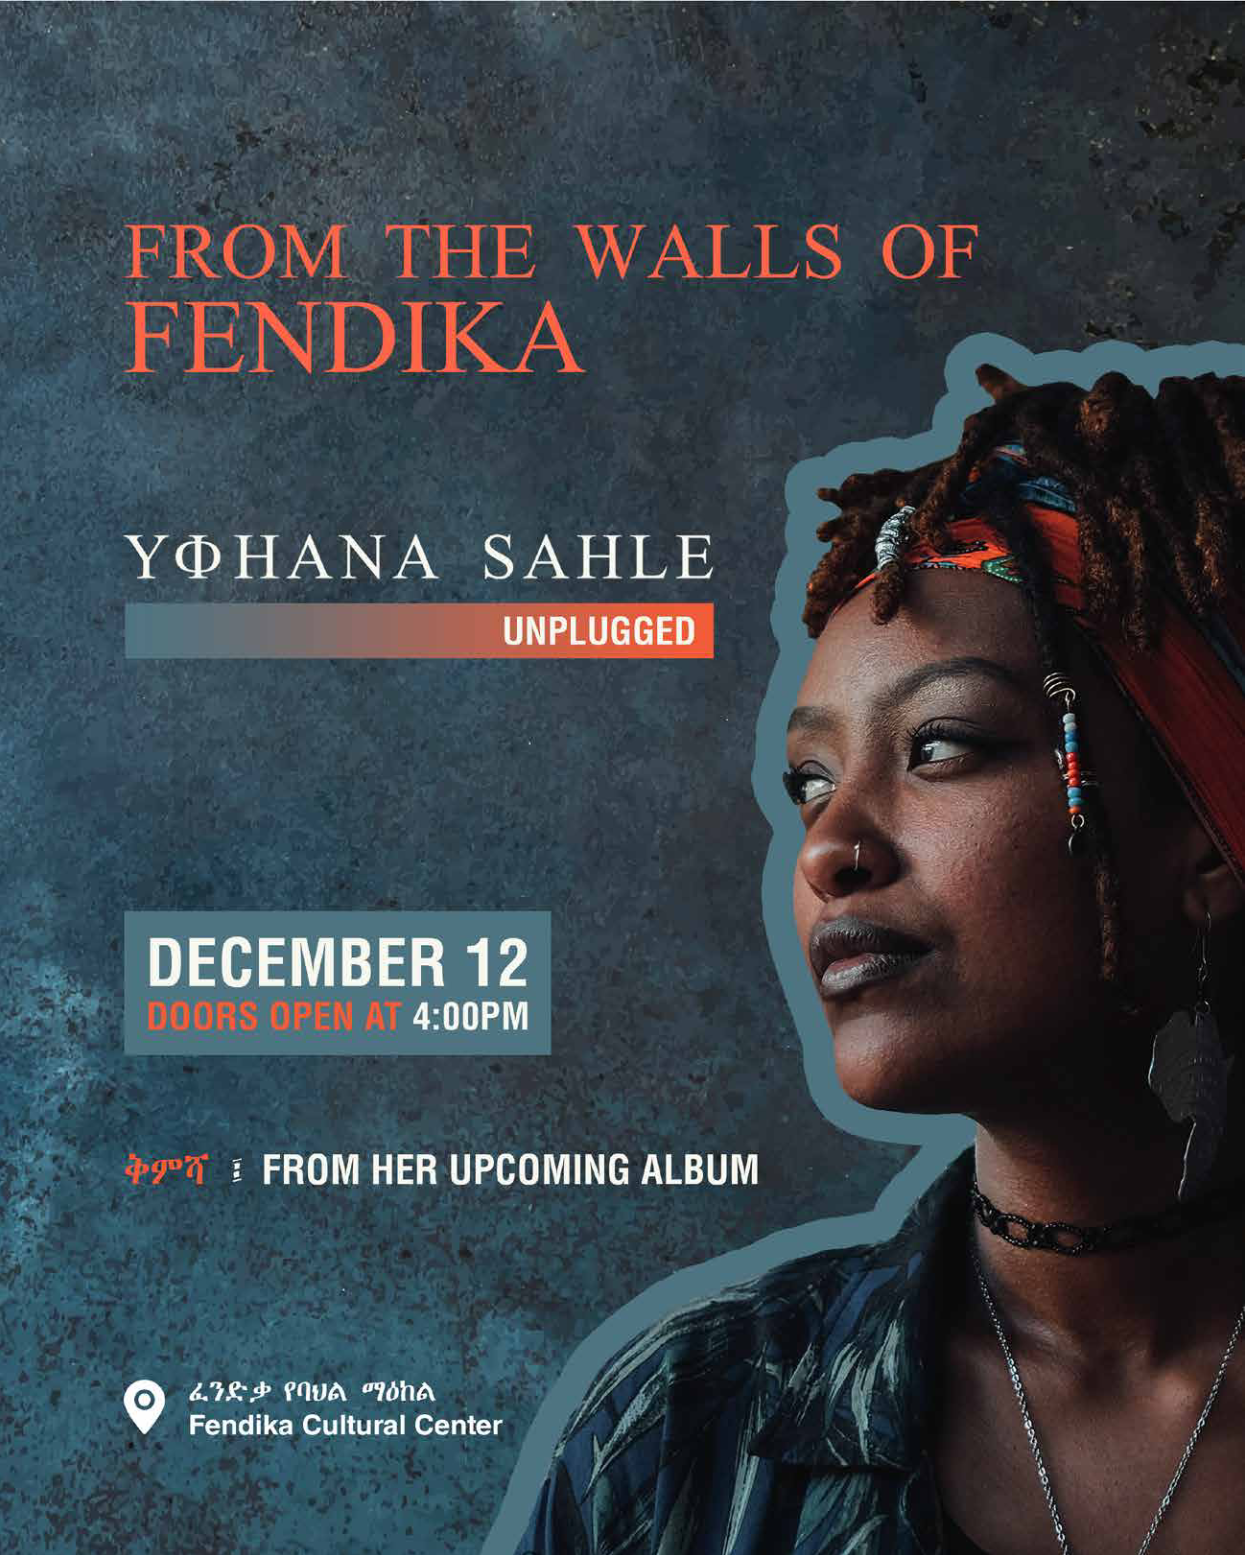 FROM THE WALLS OF
FENDIKA
YΦHANA SAHLE
UNPLUGGED
DECEMBER 12
DOORS OPEN AT 4:00PM
ቅምሻ ፤ FROM HER UPCOMING ALBUM
ፈንድቃ የባህል ማዕከል
Fendika Cultural Center